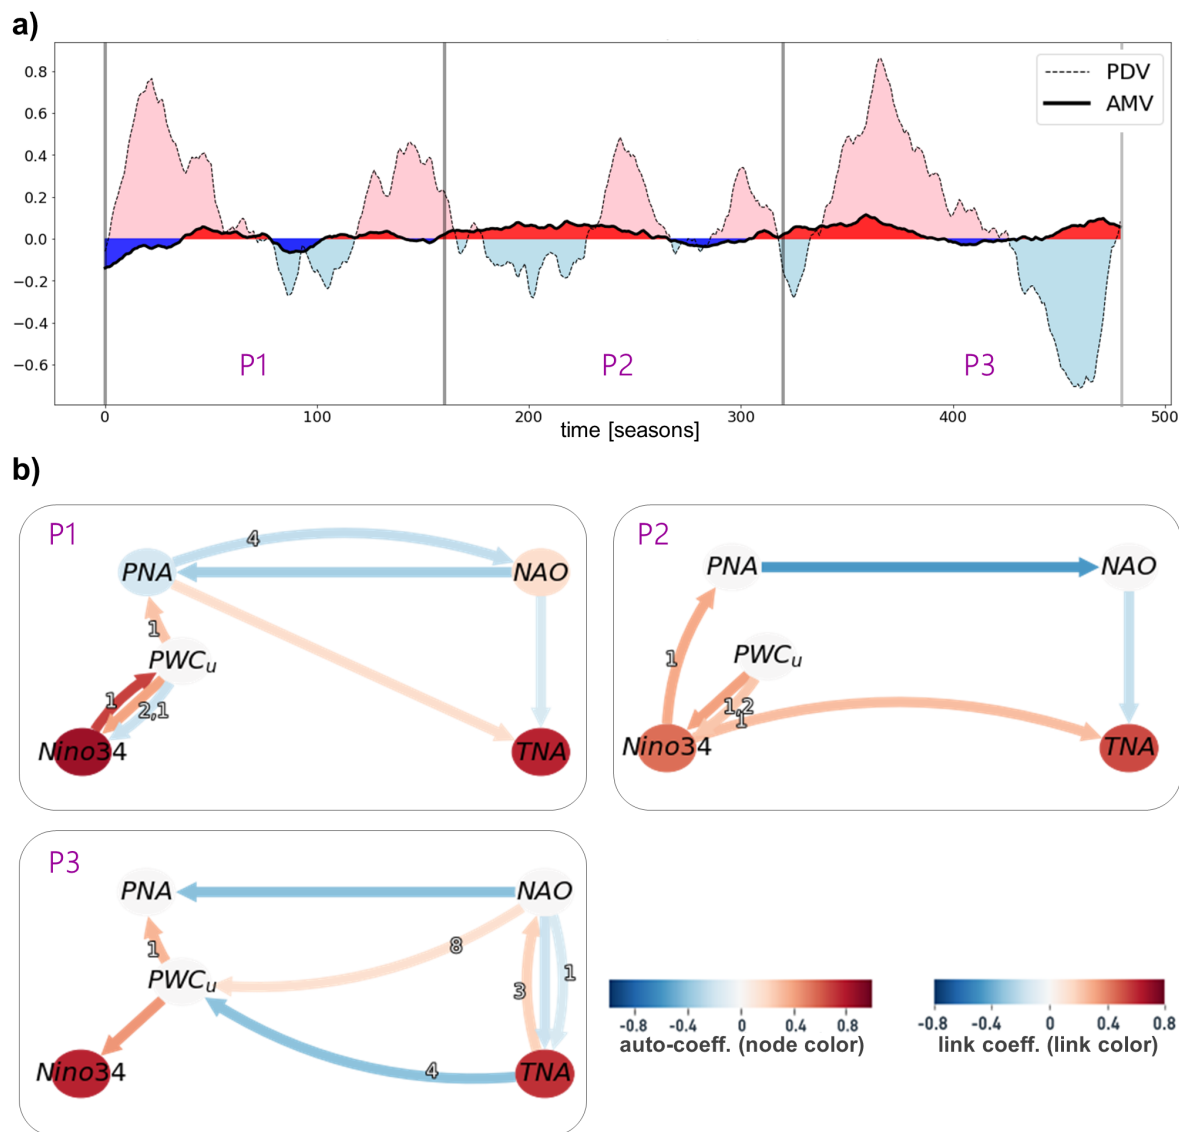 a)
0.8
0.6
0.4
0.2
0.0
−0.2
−0.4
−0.6
PDV
AMV
P1
P2
P3
0
100
200
300
400
500
time [seasons]
b)
P1
4
PNA
NAO
1
PWCu
1
2,1
Nino34
TNA
P2
PNA
NAO
1
PWCu
1,2
1
Nino34
TNA
P3
PNA
NAO
8
1
1
PWCu
3
4
Nino34
TNA
-0.8 -0.4 0 0.4 0.8
auto-coeff. (node color)
-0.8 -0.4 0 0.4 0.8
link coeff. (link color)